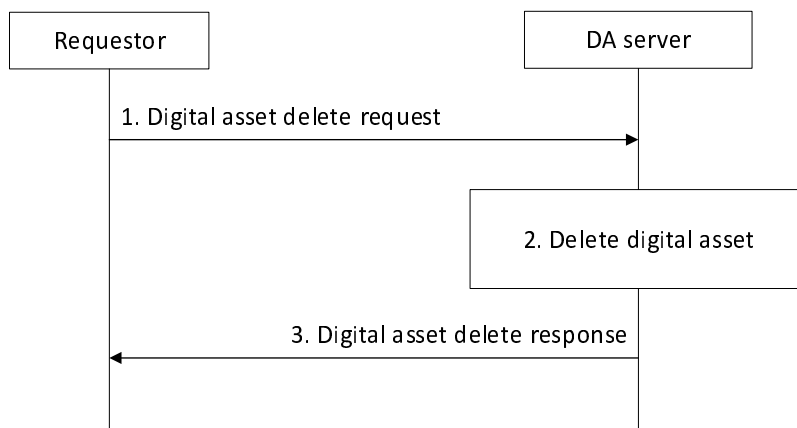 Requestor
DA server
1. Digital asset delete request
2. Delete digital asset
3. Digital asset delete response